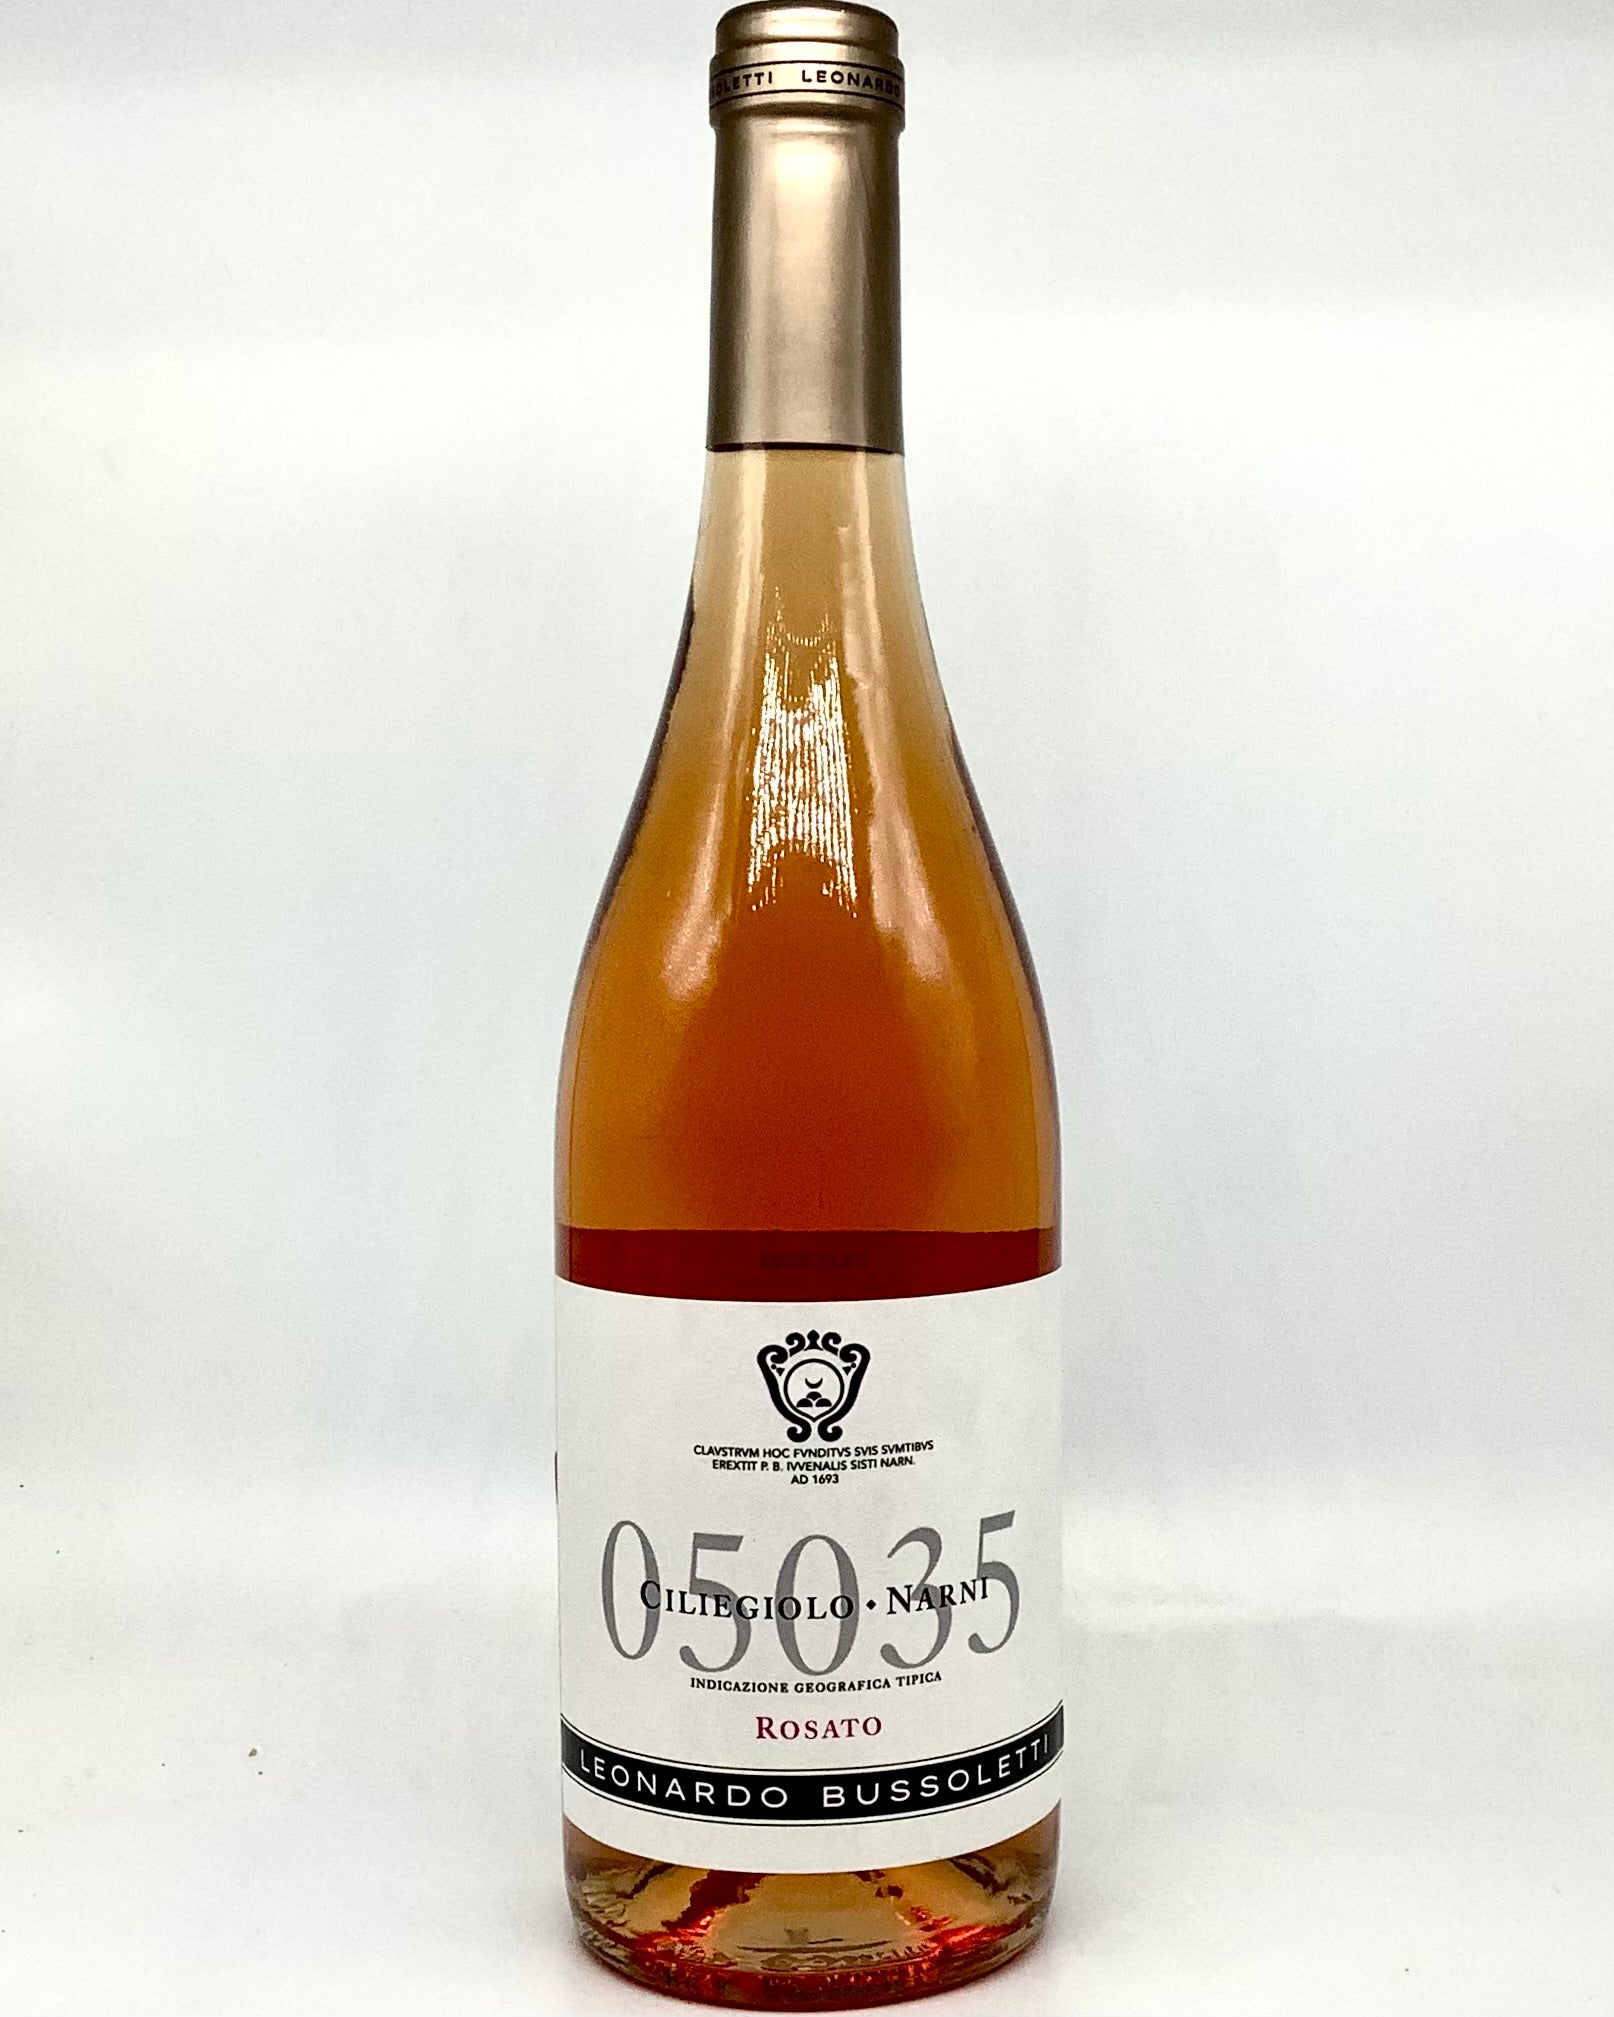 LEONARDO
CLAVSTRVM HOC FVNDITVS SVIS SVMTIBVS
EREXTIT P. B. IVVENALIS SISTI NARN.
AD 1693
05035
CILIEGIOLO • NARNI
INDICAZIONE GEOGRAFICA TIPICA
ROSATO
LEONARDO BUSSOLETTI